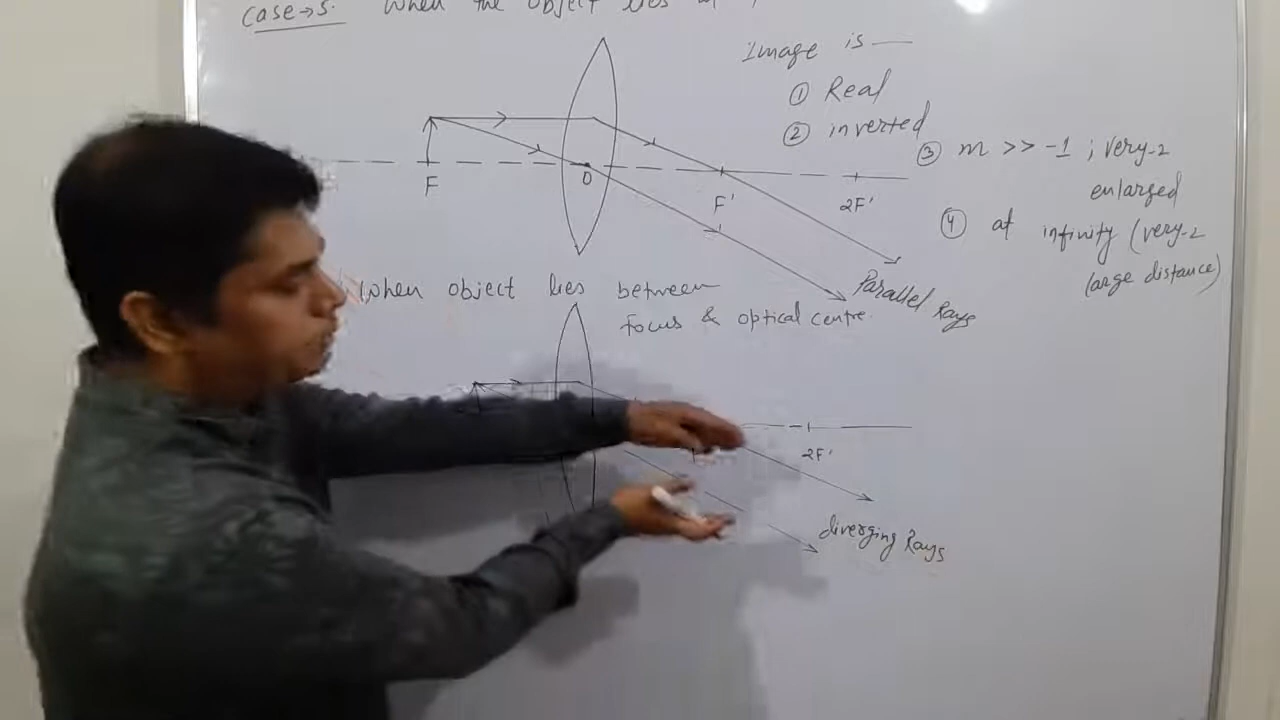 Case→5. When the object lies at
Image is —
① Real
② inverted
③ m >> -1 ; very-2
enlarged
④ at infinity (very-2
large distance)
F
O
F'
2F'
Parallel Rays
When object lies between
focus & optical centre.
2F'
diverging Rays